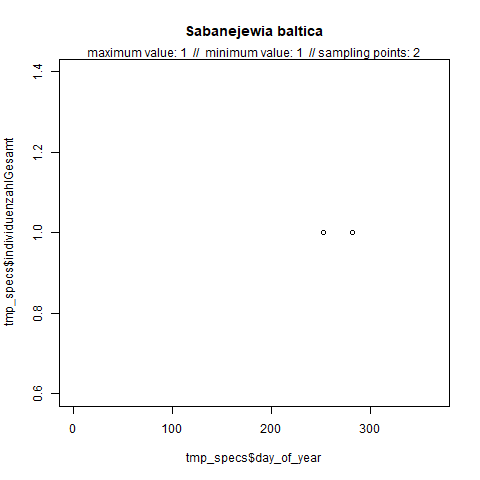 Sabanejewia baltica
maximum value: 1 // minimum value: 1 // sampling points: 2
tmp_specs$individuenzahlGesamt
1.4
1.2
1.0
0.8
0.6
0 100 200 300
tmp_specs$day_of_year